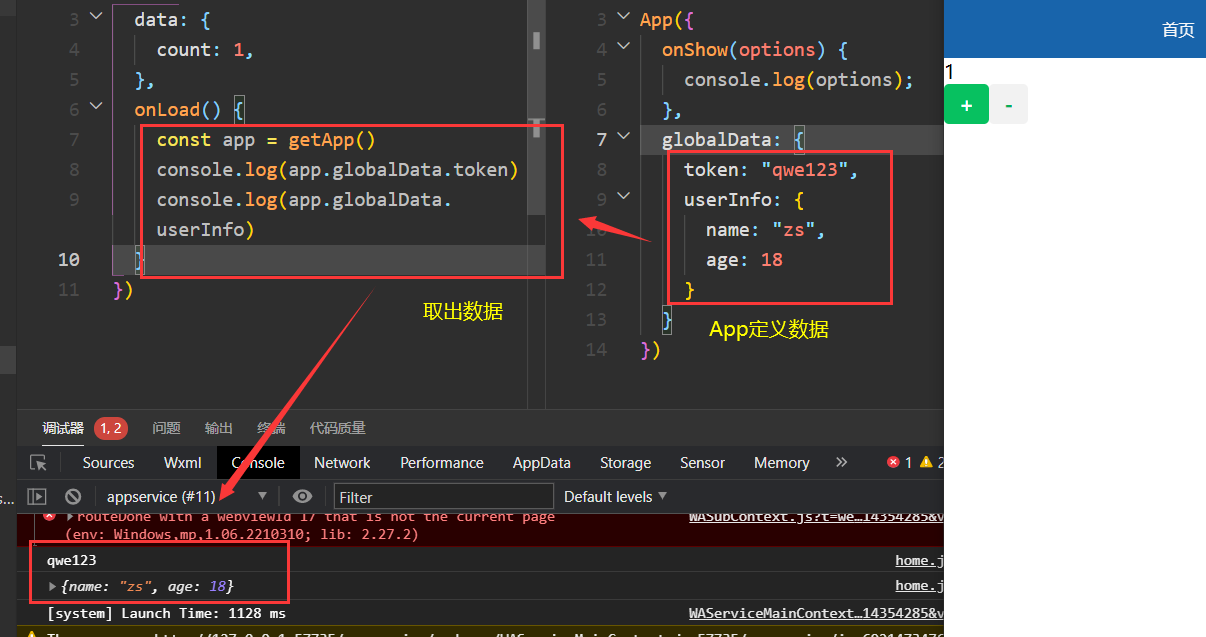 3 data: {
4 count: 1,
5 },
6 onLoad() {
7 const app = getApp()
8 console.log(app.globalData.token)
9 console.log(app.globalData.
userInfo)
10 }
11 })
取出数据
3 App({
4 onShow(options) {
5 console.log(options);
6 },
7 globalData: {
8 token: "qwe123",
9 userInfo: {
10 name: "zs",
11 age: 18
12 }
13 }
14 })
App定义数据
首页
1
+ -
调试器 1, 2 问题 输出 终端 代码质量
Sources Wxml Console Network Performance AppData Storage Sensor Memory » 1 2
appservice (#11) Filter Default levels
routeDone with a webviewId 17 that is not the current page WASubContext.js?t=we…14354285&v
(env: Windows,mp,1.06.2210310; lib: 2.27.2)
qwe123 home.j
{name: "zs", age: 18} home.j
[system] Launch Time: 1128 ms WAServiceMainContext…14354285&v